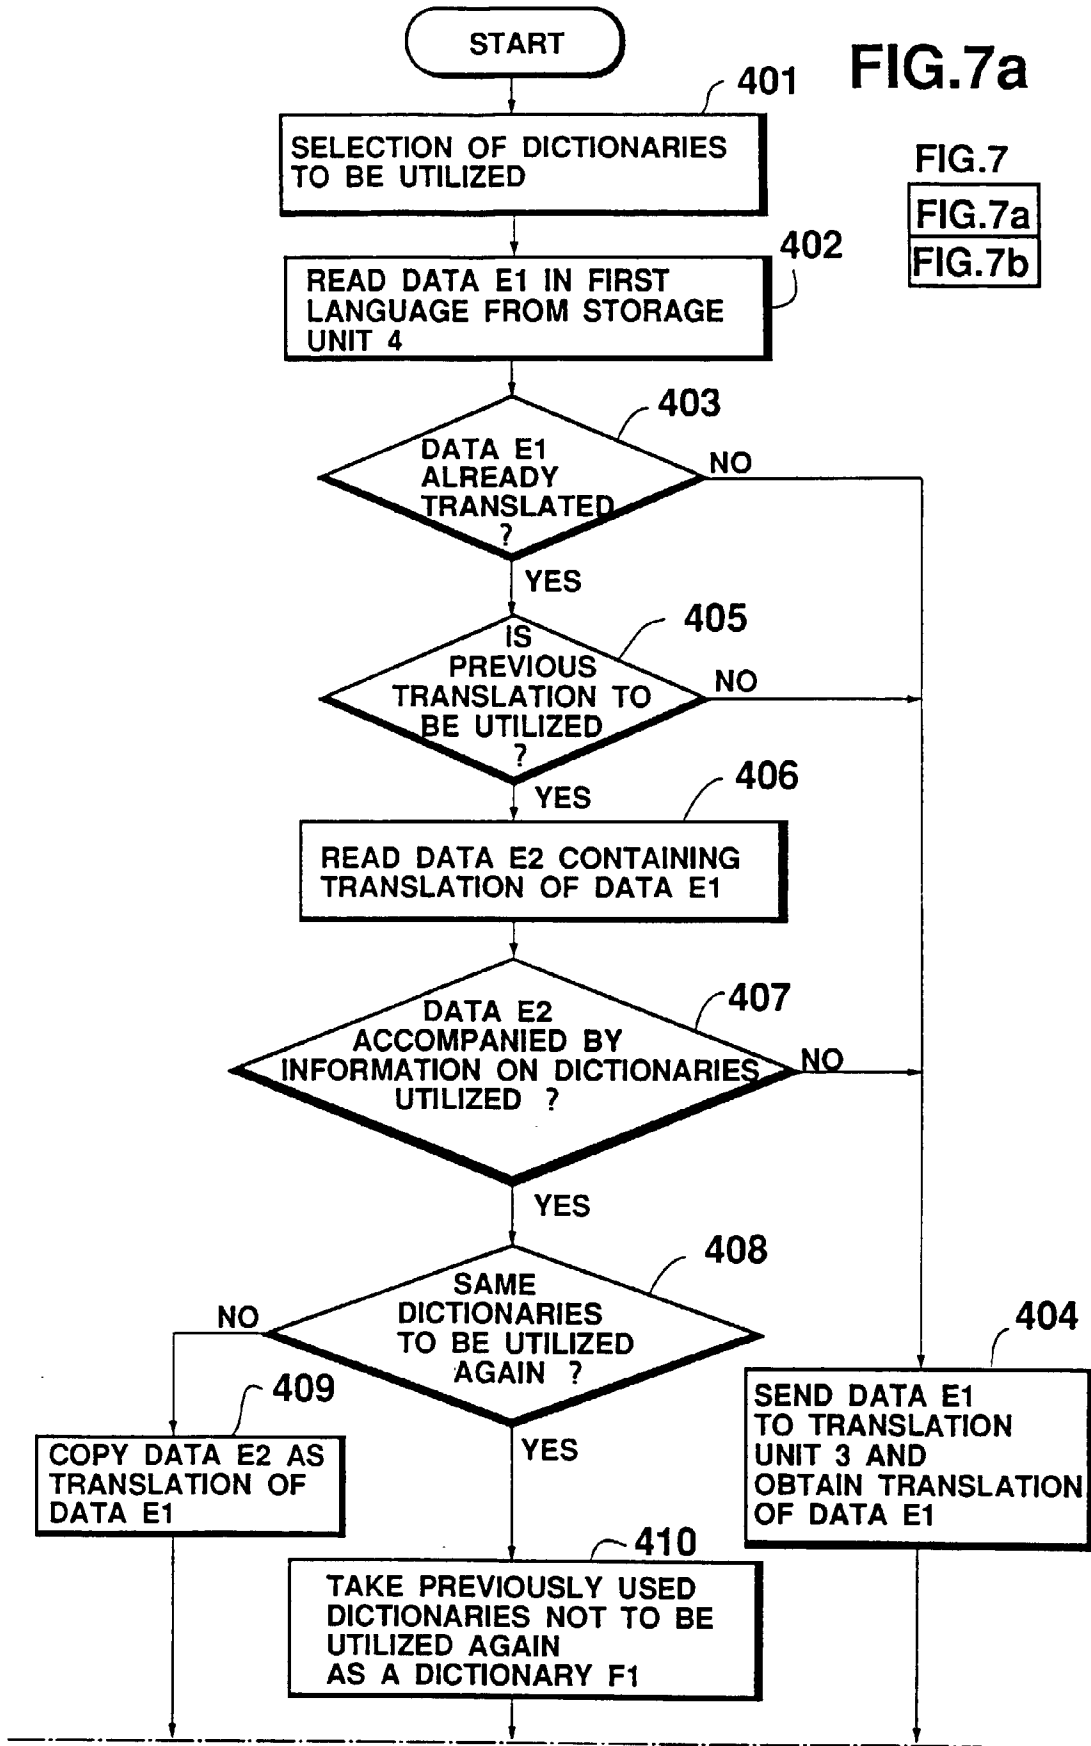 START
FIG.7a
401
SELECTION OF DICTIONARIES
TO BE UTILIZED
FIG.7
FIG.7a
FIG.7b
402
READ DATA E1 IN FIRST
LANGUAGE FROM STORAGE
UNIT 4
403
DATA E1
ALREADY
TRANSLATED
?
NO
YES
405
IS
PREVIOUS
TRANSLATION TO
BE UTILIZED
?
NO
YES
406
READ DATA E2 CONTAINING
TRANSLATION OF DATA E1
407
DATA E2
ACCOMPANIED BY
INFORMATION ON DICTIONARIES
UTILIZED ?
NO
YES
408
SAME
DICTIONARIES
TO BE UTILIZED
AGAIN ?
NO
YES
409
COPY DATA E2 AS
TRANSLATION OF
DATA E1
404
SEND DATA E1
TO TRANSLATION
UNIT 3 AND
OBTAIN TRANSLATION
OF DATA E1
410
TAKE PREVIOUSLY USED
DICTIONARIES NOT TO BE
UTILIZED AGAIN
AS A DICTIONARY F1